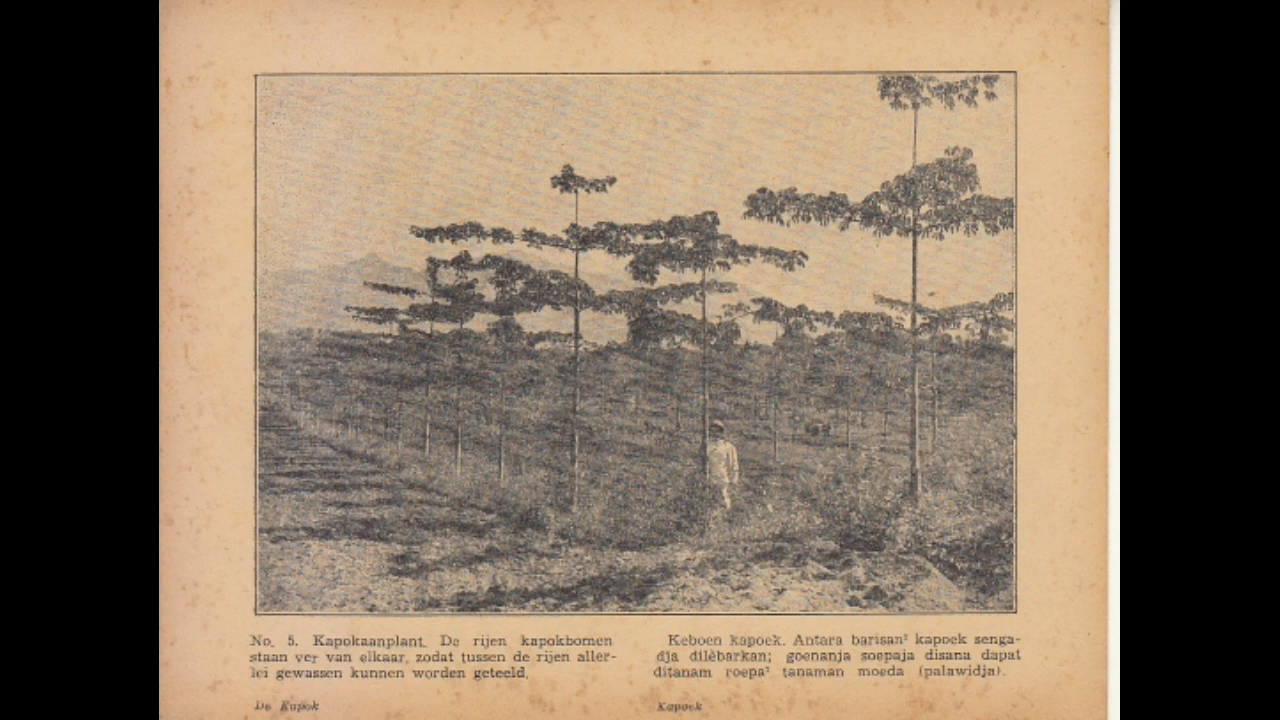 No. 5. Kapokaanplant. De rijen kapokbomen
staan ver van elkaar, zodat tussen de rijen aller-
lei gewassen kunnen worden geteeld.
De Kapok
Keboen kapoek. Antara barisan² kapoek senga-
dja dilèbarkan; goenanja soepaja disana dapat
ditanam roepa² tanaman moeda (palawidja).
Kapoek